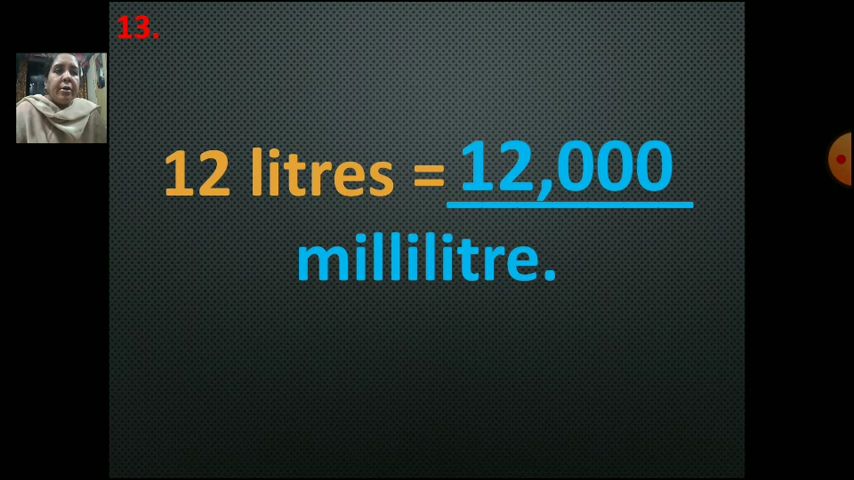 13.
12 litres = 12,000
millilitre.